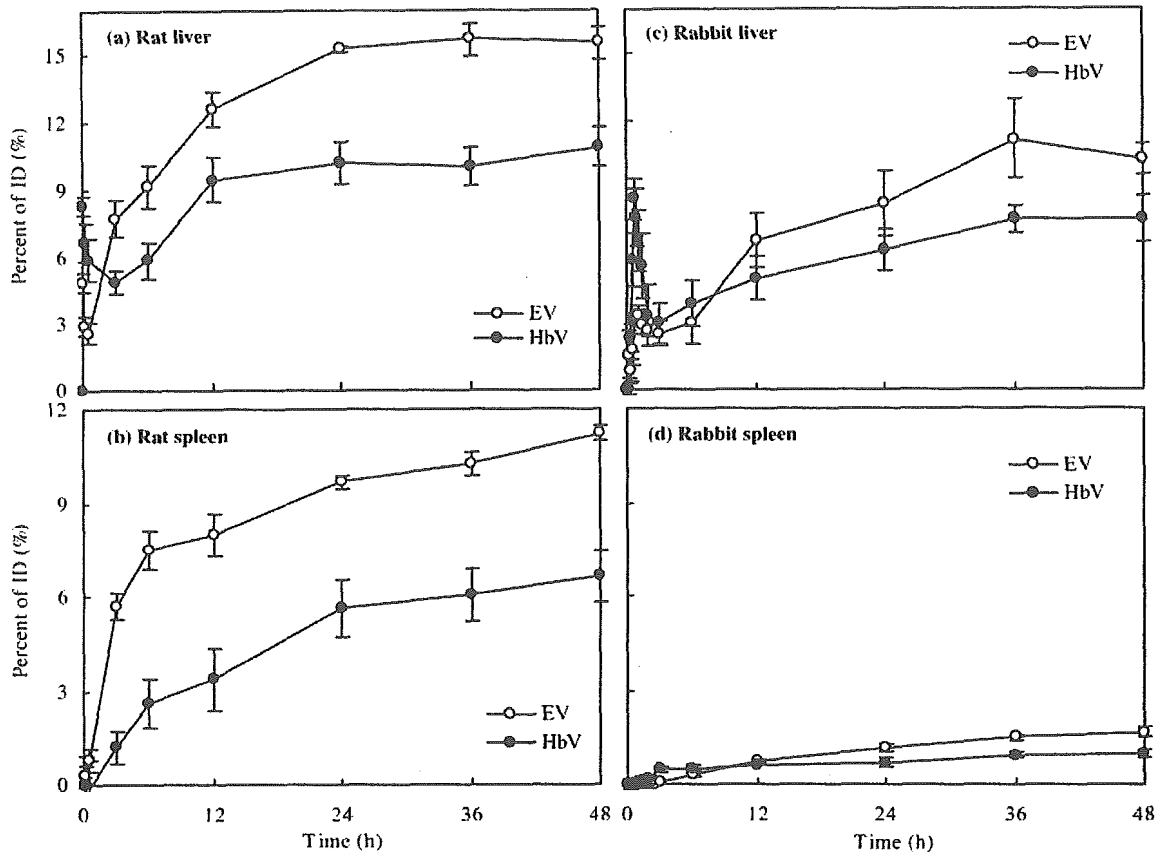 (a) Rat liver
15
12
9
6
3
0
Percent of ID (%)
EV
HbV
(c) Rabbit liver
EV
HbV
(b) Rat spleen
12
9
6
3
0
Percent of ID (%)
EV
HbV
0
12
24
36
48
Time (h)
(d) Rabbit spleen
EV
HbV
0
12
24
36
48
Time (h)